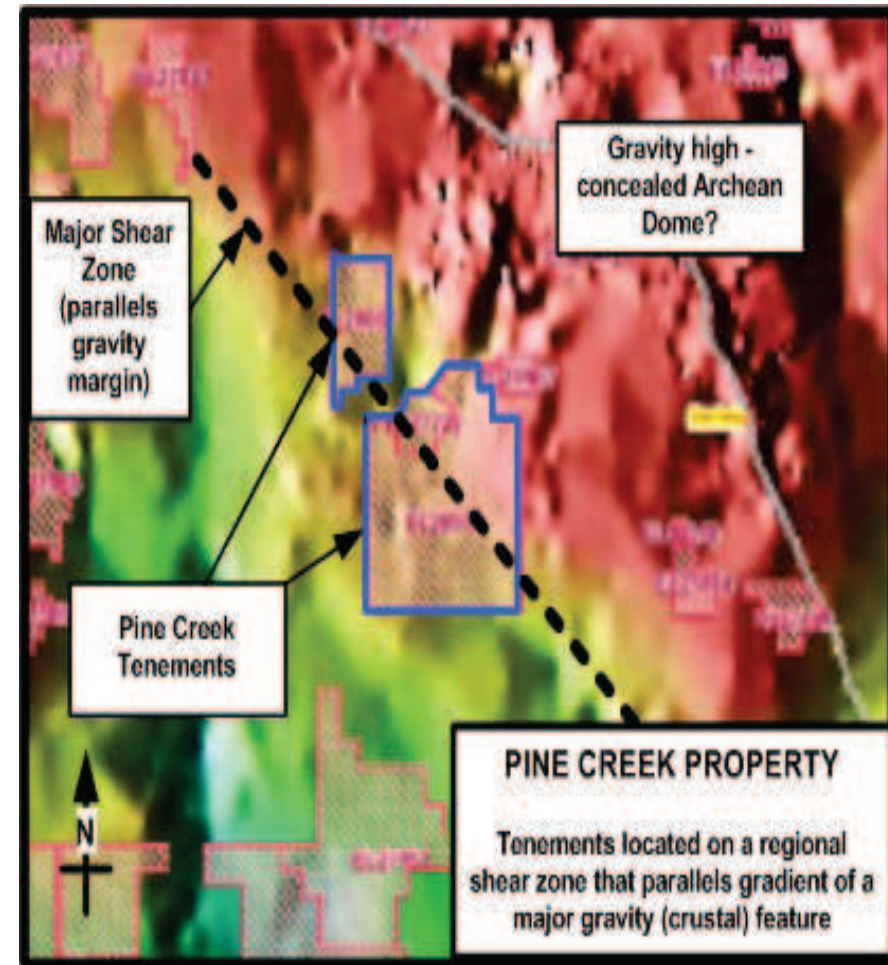 Gravity high -
concealed Archean
Dome?
Major Shear
Zone
(parallels
gravity
margin)
Pine Creek
Tenements
N
PINE CREEK PROPERTY
Tenements located on a regional
shear zone that parallels gradient of a
major gravity (crustal) feature